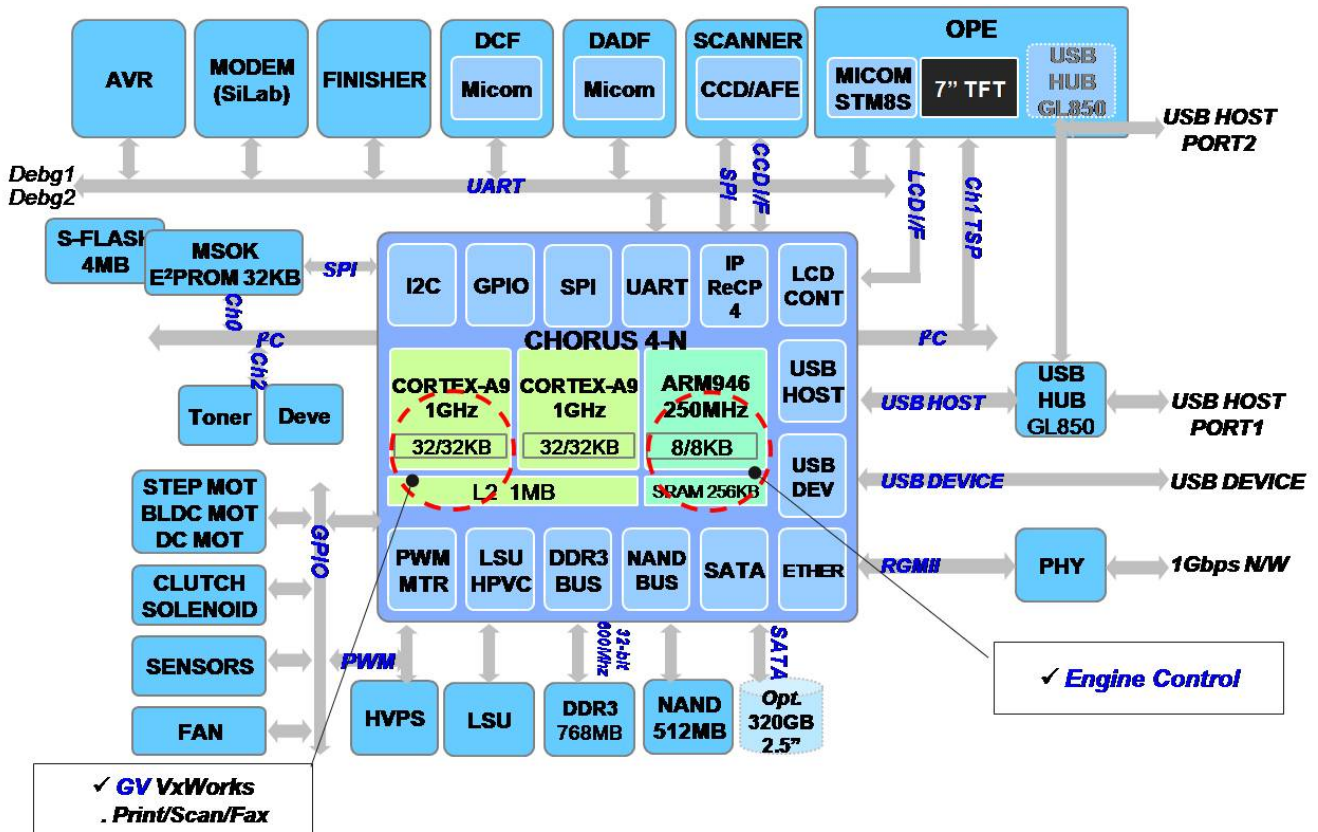 AVR
MODEM
(SiLab)
FINISHER
DCF
Micom
DADF
Micom
SCANNER
CCD/AFE
OPE
MICOM
STM8S
7” TFT
USB
HUB
GL850
USB HOST
PORT2
Debg1
Debg2
UART
SPI
CCD I/F
LCD I/F
Ch1 TSP
S-FLASH
4MB
MSOK
E²PROM 32KB
SPI
Ch0
I²C
Ch2
Toner
Deve
I2C
GPIO
SPI
UART
IP
ReCP
4
LCD
CONT
CHORUS 4-N
I²C
CORTEX-A9
1GHz
32/32KB
CORTEX-A9
1GHz
32/32KB
ARM946
250MHz
8/8KB
L2 1MB
SRAM 256KB
USB
HOST
USB
DEV
USB HOST
USB
HUB
GL850
USB HOST
PORT1
USB DEVICE
USB DEVICE
STEP MOT
BLDC MOT
DC MOT
CLUTCH
SOLENOID
SENSORS
FAN
GPIO
PWM
MTR
LSU
HPVC
DDR3
BUS
NAND
BUS
SATA
ETHER
RGMII
PHY
1Gbps N/W
PWM
32-bit
600Mhz
SATA
HVPS
LSU
DDR3
768MB
NAND
512MB
Opt.
320GB
2.5”
✓ Engine Control
✓ GV VxWorks
. Print/Scan/Fax